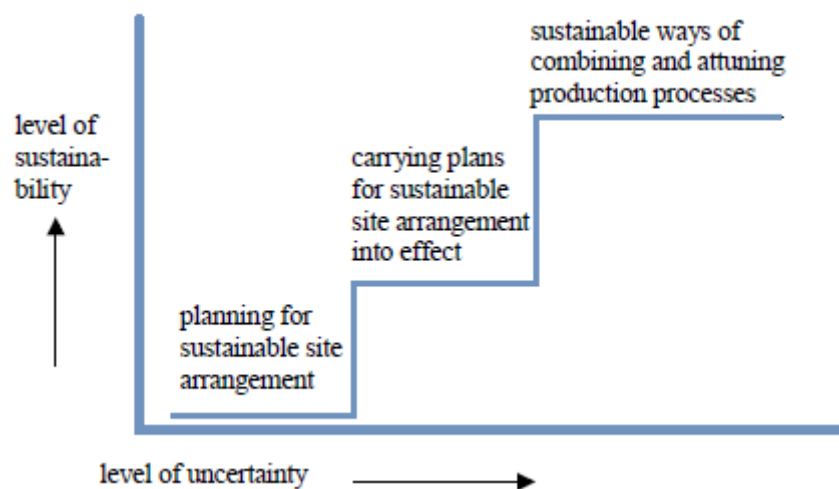 sustainable ways of
combining and attuning
production processes
level of
sustaina-
bility
carrying plans
for sustainable
site arrangement
into effect
planning for
sustainable site
arrangement
level of uncertainty